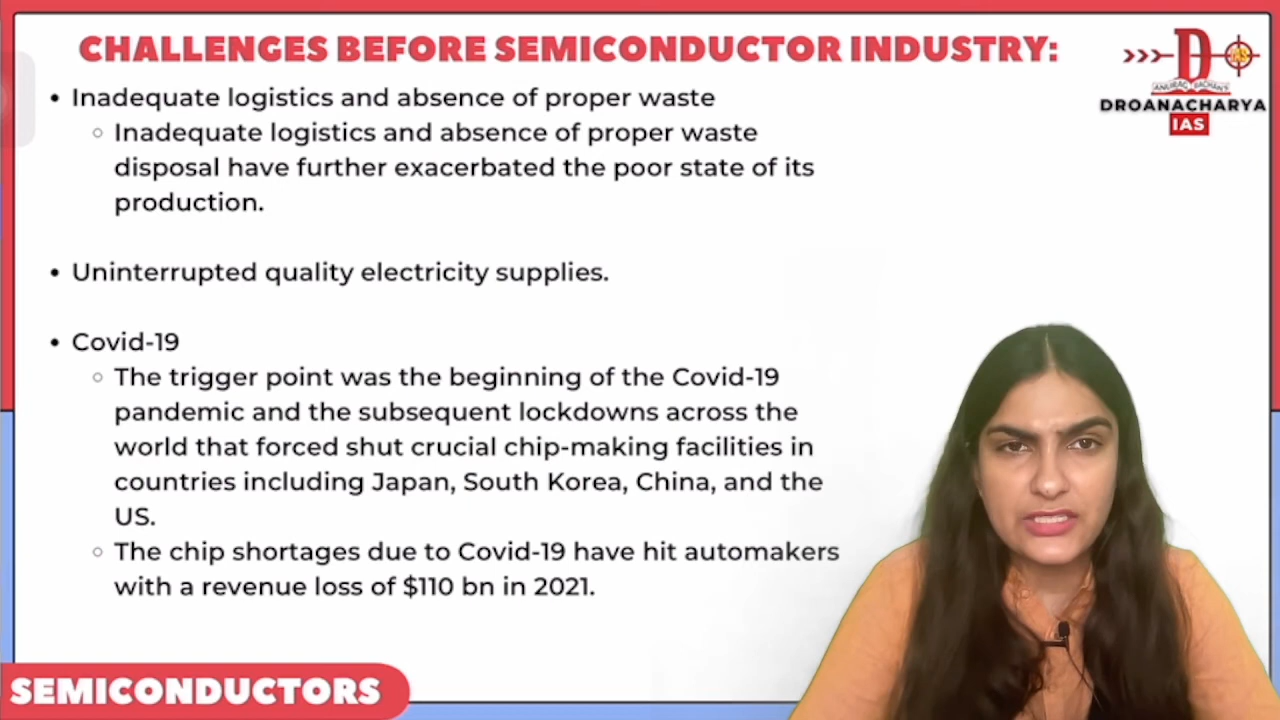 CHALLENGES BEFORE SEMICONDUCTOR INDUSTRY:
• Inadequate logistics and absence of proper waste
○ Inadequate logistics and absence of proper waste
disposal have further exacerbated the poor state of its
production.
• Uninterrupted quality electricity supplies.
• Covid-19
○ The trigger point was the beginning of the Covid-19
pandemic and the subsequent lockdowns across the
world that forced shut crucial chip-making facilities in
countries including Japan, South Korea, China, and the
US.
○ The chip shortages due to Covid-19 have hit automakers
with a revenue loss of $110 bn in 2021.
D
IAS
ANURAG BACHAN'S
DROANACHARYA
IAS
SEMICONDUCTORS